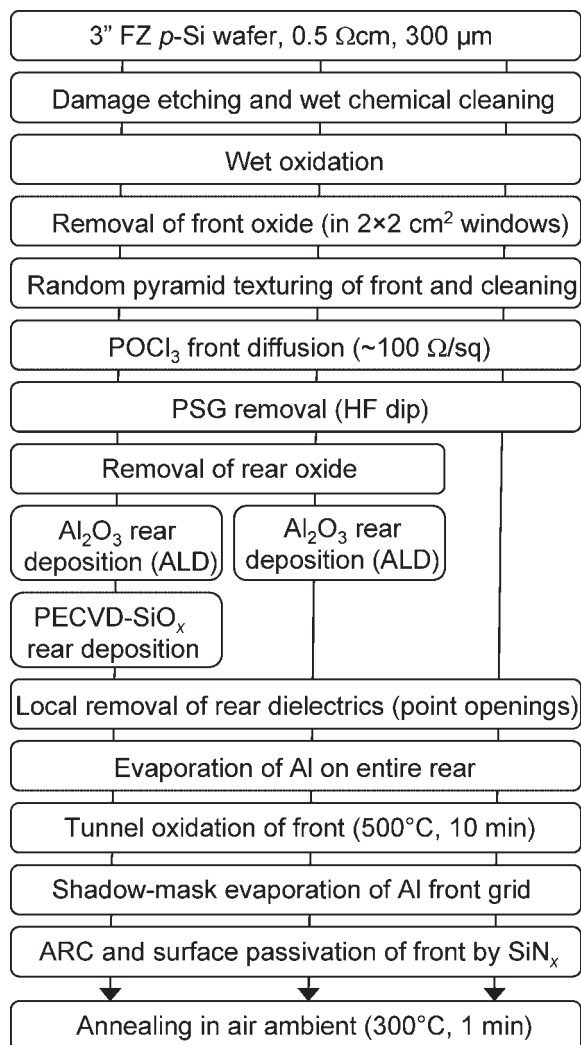 3” FZ p-Si wafer, 0.5 Ωcm, 300 μm
Damage etching and wet chemical cleaning
Wet oxidation
Removal of front oxide (in 2×2 cm² windows)
Random pyramid texturing of front and cleaning
POCl₃ front diffusion (~100 Ω/sq)
PSG removal (HF dip)
Removal of rear oxide
Al₂O₃ rear
deposition (ALD)
Al₂O₃ rear
deposition (ALD)
PECVD-SiOₓ
rear deposition
Local removal of rear dielectrics (point openings)
Evaporation of Al on entire rear
Tunnel oxidation of front (500°C, 10 min)
Shadow-mask evaporation of Al front grid
ARC and surface passivation of front by SiNₓ
Annealing in air ambient (300°C, 1 min)